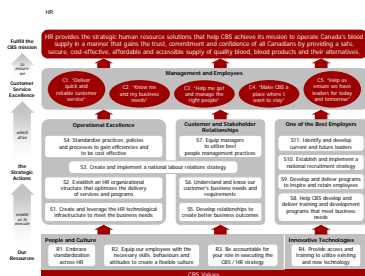 HR
Fulfill the
CBS mission
HR provides the strategic human resource solutions that help CBS achieve its mission to operate Canada's blood
supply in a manner that gains the trust, commitment and confidence of all Canadians by providing a safe,
secure, cost-effective, affordable and accessible supply of quality blood, blood products and their alternatives.
to
ensure
we
Customer
Service
Excellence
Management and Employees
C1. "Deliver
quick and
reliable customer
service"
C2. "Know me
and my business
needs"
C3. "Help me get
and manage the
right people"
C4. "Make CBS a
place where I
want to stay"
C5. "Help us
ensure we have
leaders for today
and tomorrow"
which
drive
the
Strategic
Actions
Operational Excellence
Customer and Stakeholder
Relationships
One of the Best Employers
S4. Standardize practices, policies
and processes to gain efficiencies and
to be cost effective
S7. Equip managers
to utilize best
people management practices
S11. Identify and develop
current and future leaders
S10. Establish and implement a
national recruitment strategy
S3. Create and implement a national labour relations strategy
S2. Establish an HR organizational
structure that optimizes the delivery
of services and programs
S6. Understand and know our
customer's business needs and
requirements
S9. Develop and deliver programs
to inspire and retain employees
S8. Help CBS develop and
deliver training and development
programs that meet business
needs
S1. Create and leverage the HR technological
infrastructure to meet the business needs
S5. Develop relationships to
create better business outcomes
enable
us to
execute
Our
Resources
People and Culture
Innovative Technologies
R1. Embrace
standardization
across HR
R2. Equip our employees with the
necessary skills, behaviours and
attitudes to create a flexible culture
R3. Be accountable for
your role in executing the
CBS / HR strategy
R4. Provide access and
training to utilize existing
and new technology
CBS Values